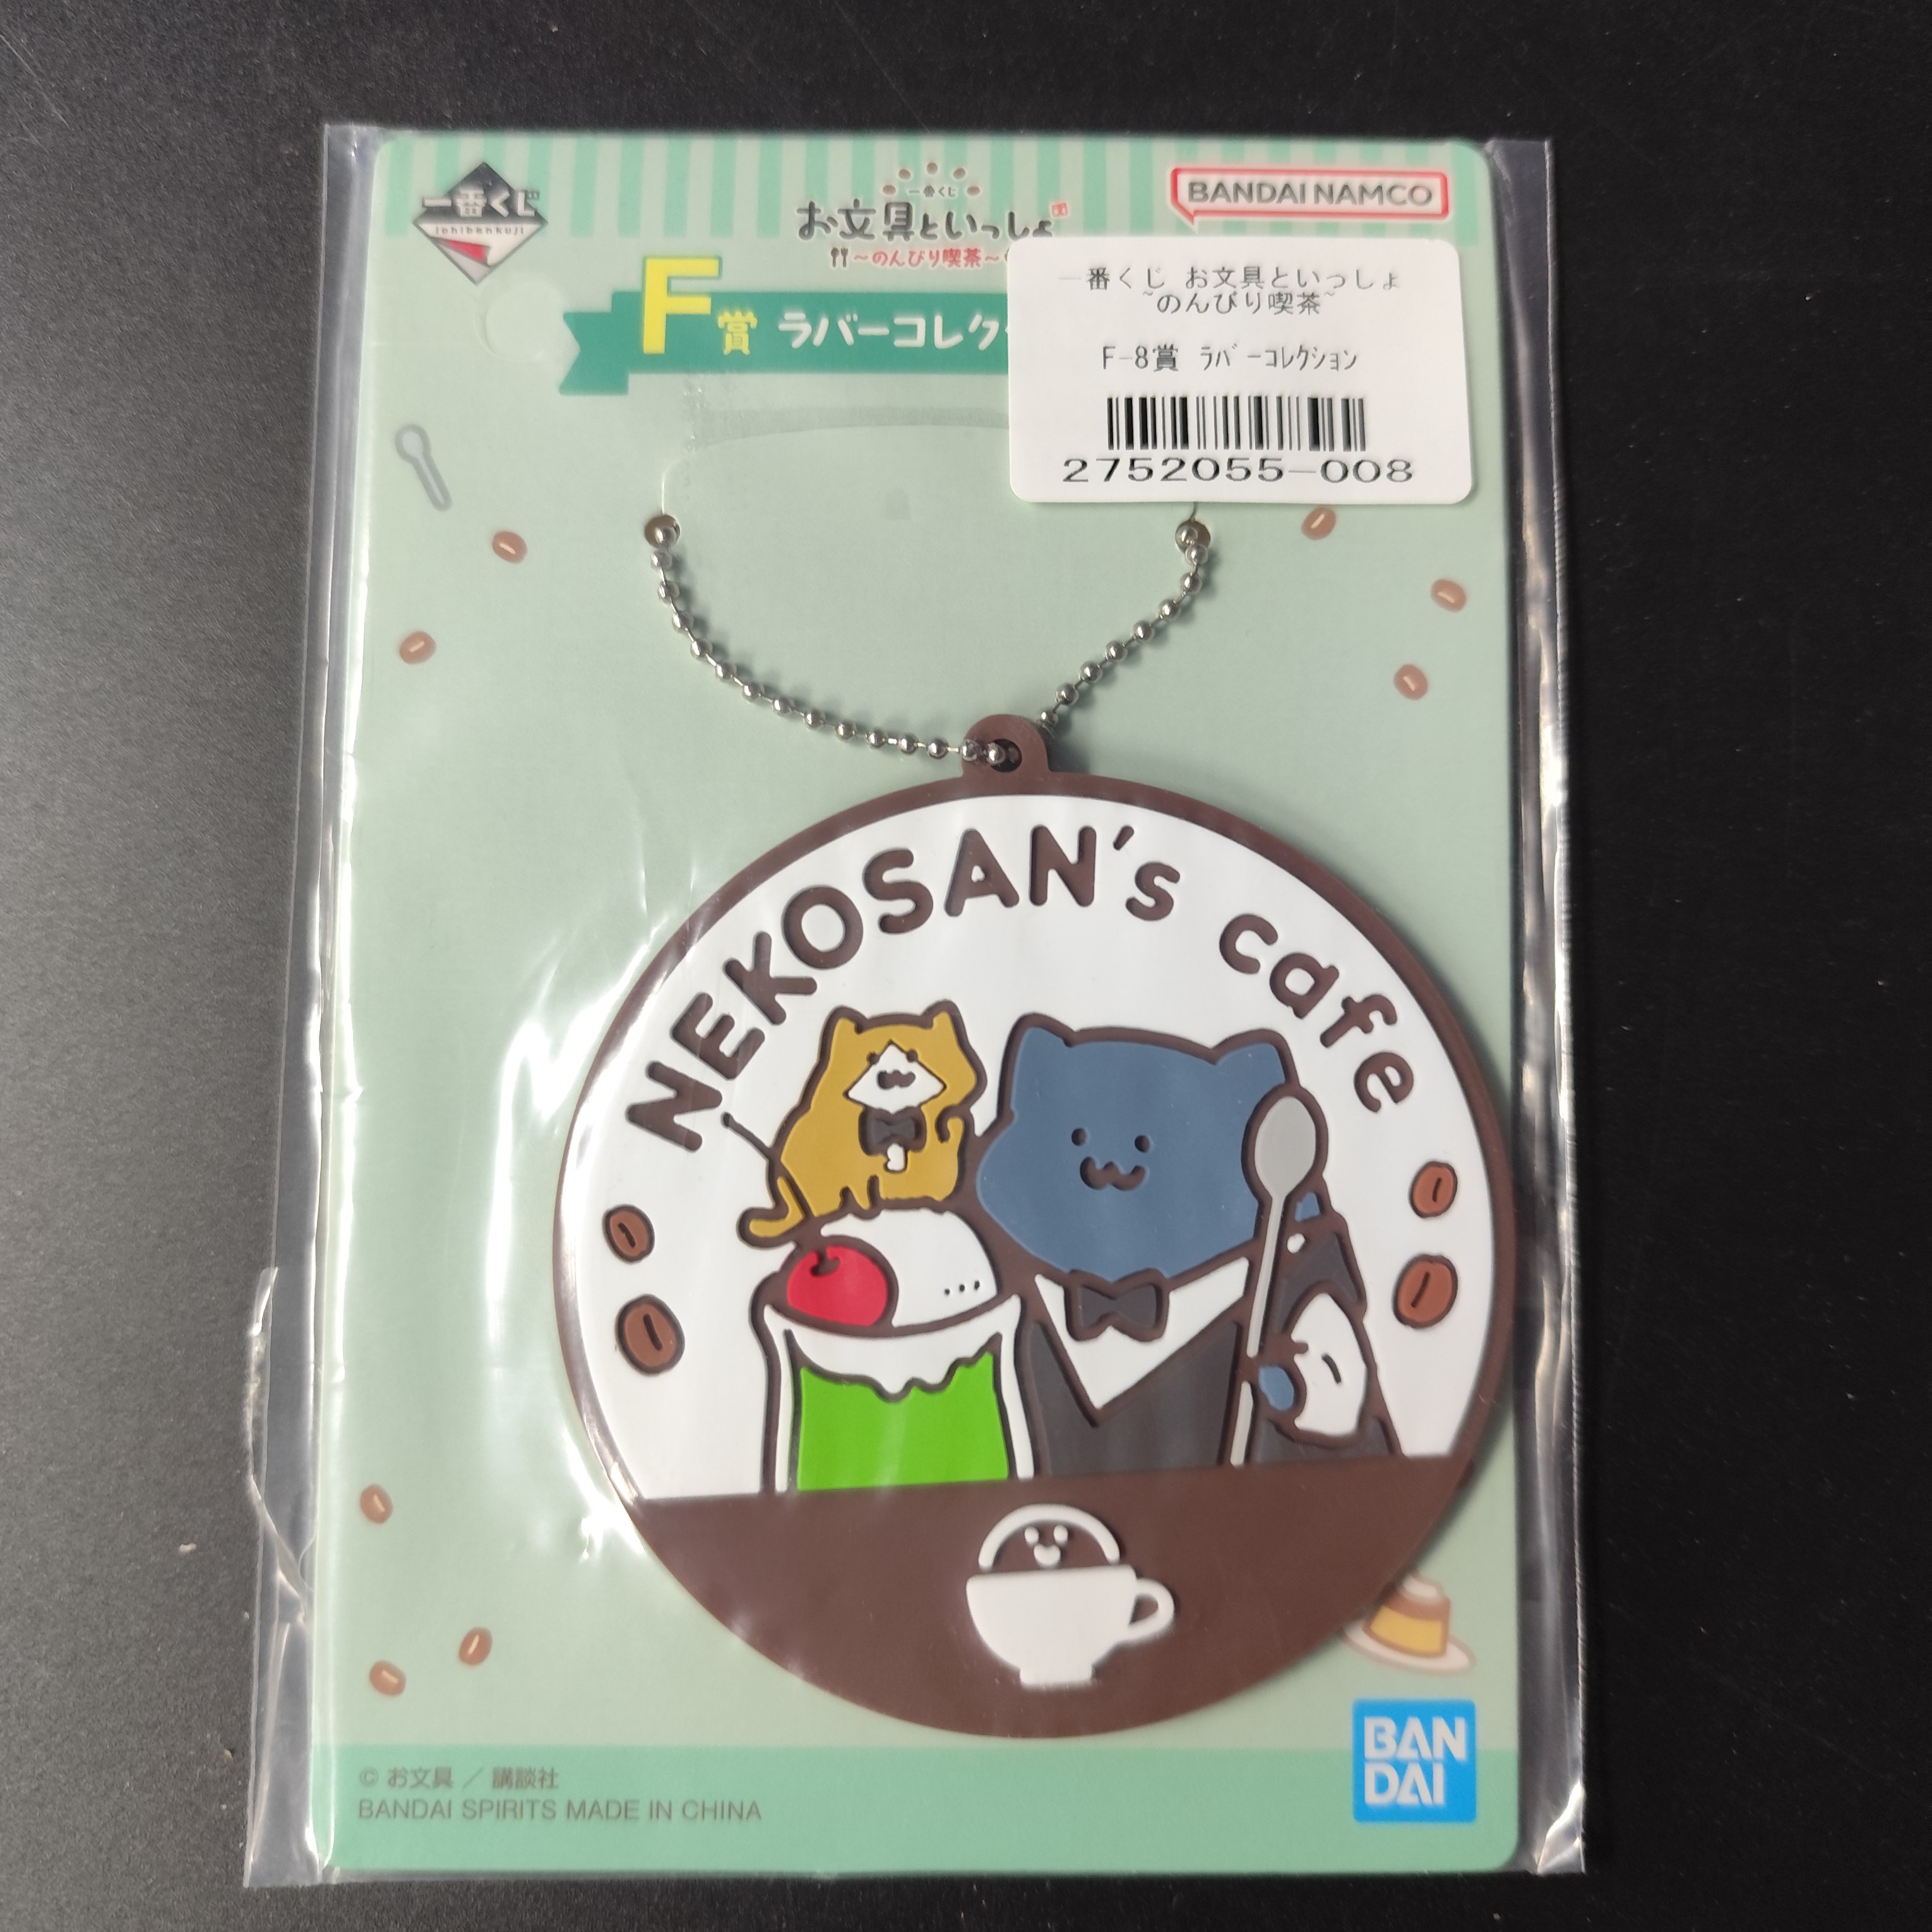 一番くじ
ichibankuji
一番くじ
お文具といっしょ
～のんびり喫茶～
BANDAI NAMCO
F賞 ラバーコレク
一番くじ お文具といっしょ
~のんびり喫茶~
F-8賞 ﾗﾊﾞｰｺﾚｸｼｮﾝ
2752055-008
NEKOSAN's cafe
© お文具 ／ 講談社
BANDAI SPIRITS MADE IN CHINA
BAN
DAI